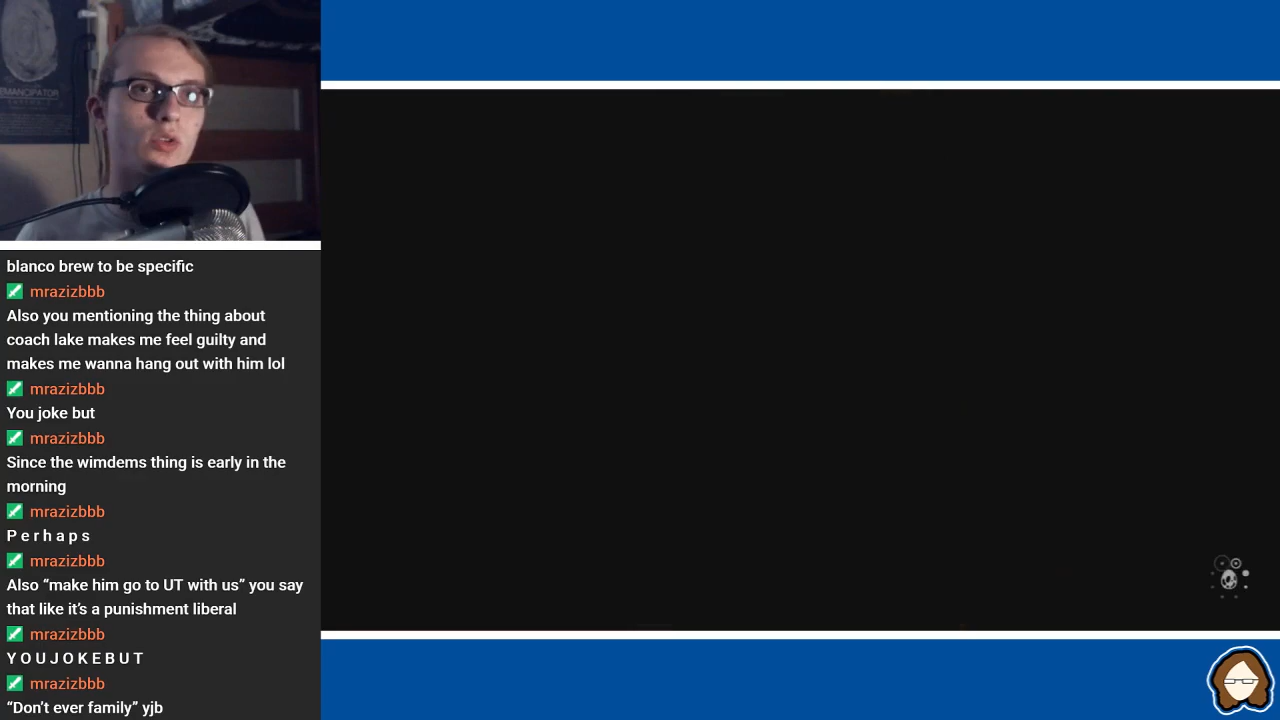 EMANCIPATOR
blanco brew to be specific
mrazizbbb
Also you mentioning the thing about
coach lake makes me feel guilty and
makes me wanna hang out with him lol
mrazizbbb
You joke but
mrazizbbb
Since the wimdems thing is early in the
morning
mrazizbbb
P e r h a p s
mrazizbbb
Also “make him go to UT with us” you say
that like it’s a punishment liberal
mrazizbbb
Y O U J O K E B U T
mrazizbbb
“Don’t ever family” yjb